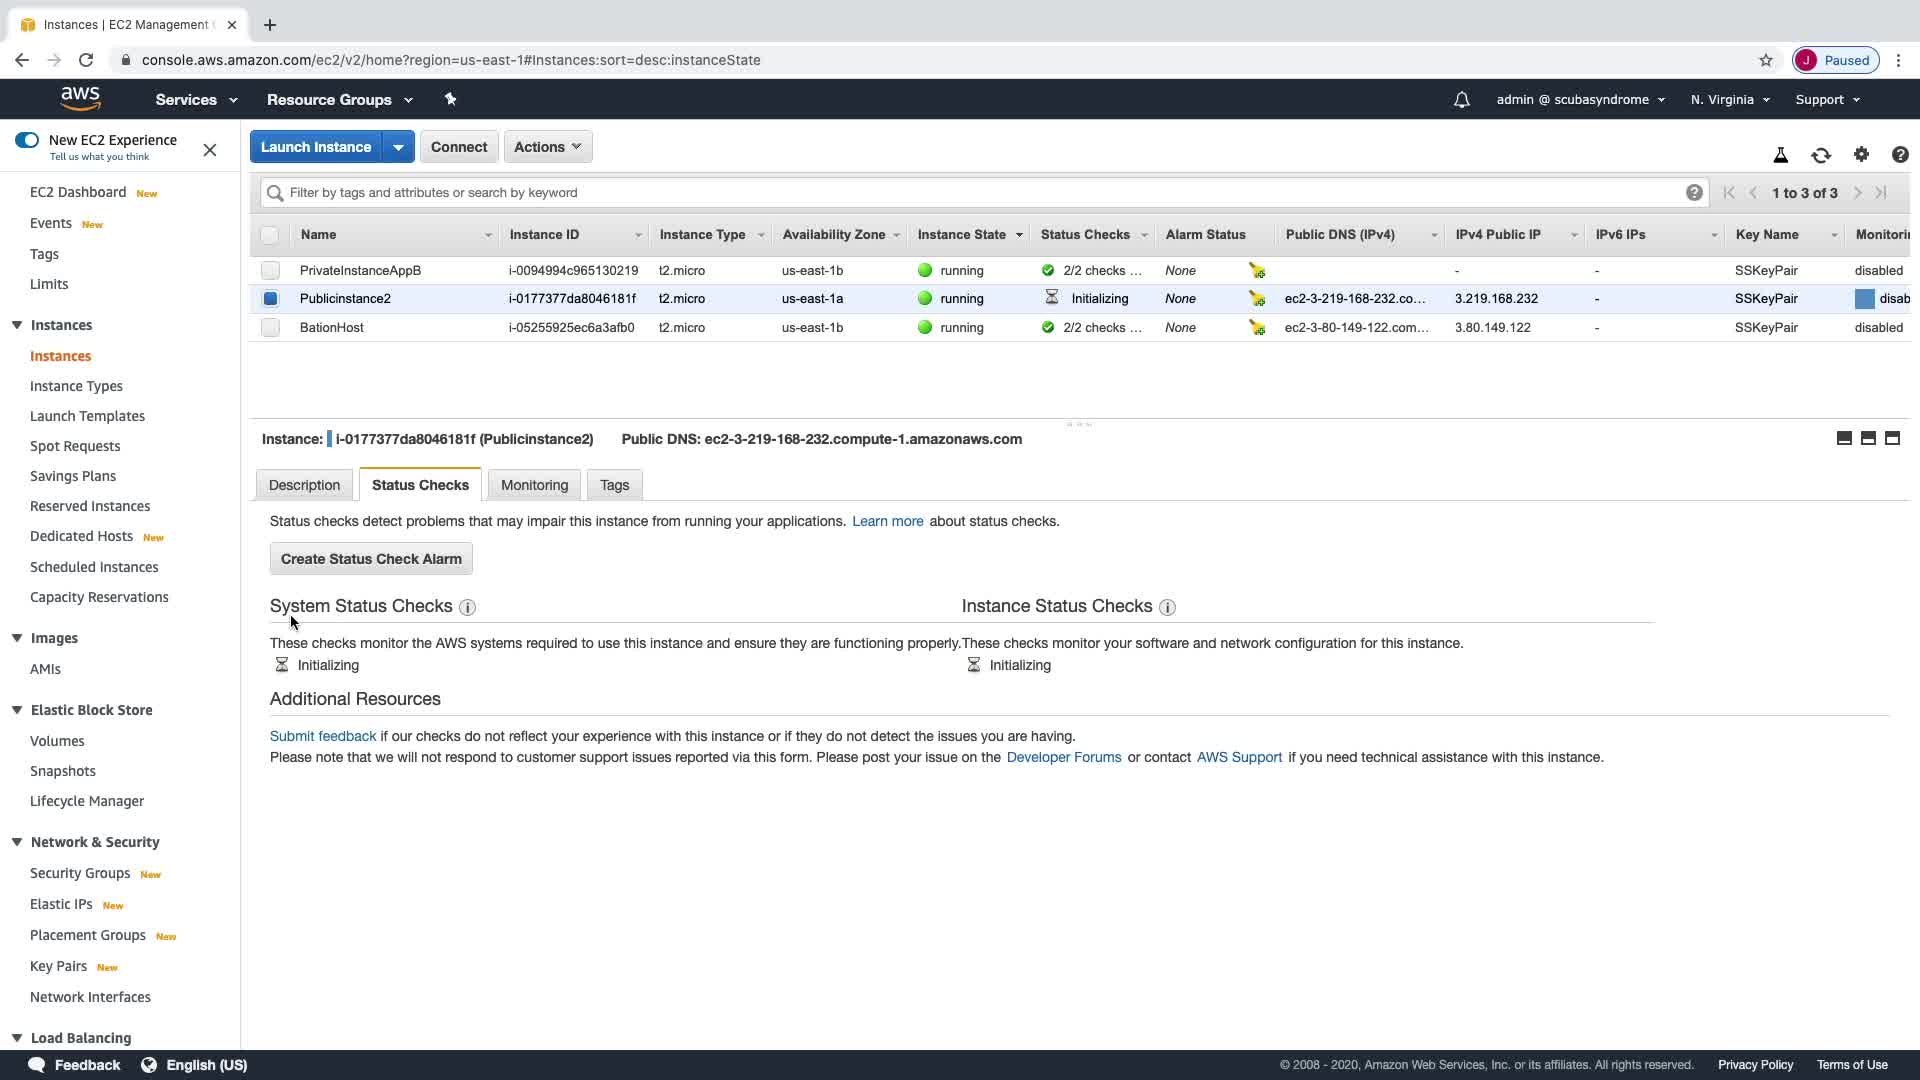 Instances | EC2 Management
console.aws.amazon.com/ec2/v2/home?region=us-east-1#Instances:sort=desc:instanceState
J Paused
aws Services Resource Groups admin @ scubasyndrome N. Virginia Support
New EC2 Experience
Tell us what you think
EC2 Dashboard New
Events New
Tags
Limits
Instances
Instances
Instance Types
Launch Templates
Spot Requests
Savings Plans
Reserved Instances
Dedicated Hosts New
Scheduled Instances
Capacity Reservations
Images
AMIs
Elastic Block Store
Volumes
Snapshots
Lifecycle Manager
Network & Security
Security Groups New
Elastic IPs New
Placement Groups New
Key Pairs New
Network Interfaces
Load Balancing
Launch Instance Connect Actions
Filter by tags and attributes or search by keyword 1 to 3 of 3
Name Instance ID Instance Type Availability Zone Instance State Status Checks Alarm Status Public DNS (IPv4) IPv4 Public IP IPv6 IPs Key Name Monitorin
PrivateInstanceAppB i-0094994c965130219 t2.micro us-east-1b running 2/2 checks ... None - - SSKeyPair disabled
Publicinstance2 i-0177377da8046181f t2.micro us-east-1a running Initializing None ec2-3-219-168-232.co... 3.219.168.232 - SSKeyPair disab
BationHost i-05255925ec6a3afb0 t2.micro us-east-1b running 2/2 checks ... None ec2-3-80-149-122.com... 3.80.149.122 - SSKeyPair disabled
Instance: i-0177377da8046181f (Publicinstance2) Public DNS: ec2-3-219-168-232.compute-1.amazonaws.com
Description Status Checks Monitoring Tags
Status checks detect problems that may impair this instance from running your applications. Learn more about status checks.
Create Status Check Alarm
System Status Checks i Instance Status Checks i
These checks monitor the AWS systems required to use this instance and ensure they are functioning properly. These checks monitor your software and network configuration for this instance.
Initializing Initializing
Additional Resources
Submit feedback if our checks do not reflect your experience with this instance or if they do not detect the issues you are having.
Please note that we will not respond to customer support issues reported via this form. Please post your issue on the Developer Forums or contact AWS Support if you need technical assistance with this instance.
Feedback English (US) © 2008 - 2020, Amazon Web Services, Inc. or its affiliates. All rights reserved. Privacy Policy Terms of Use